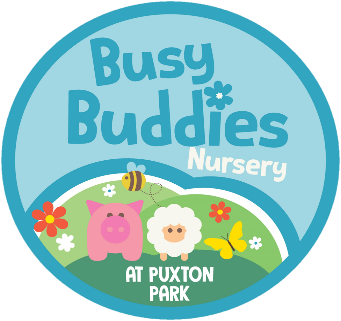 Busy
Buddies
Nursery
AT PUXTON
PARK